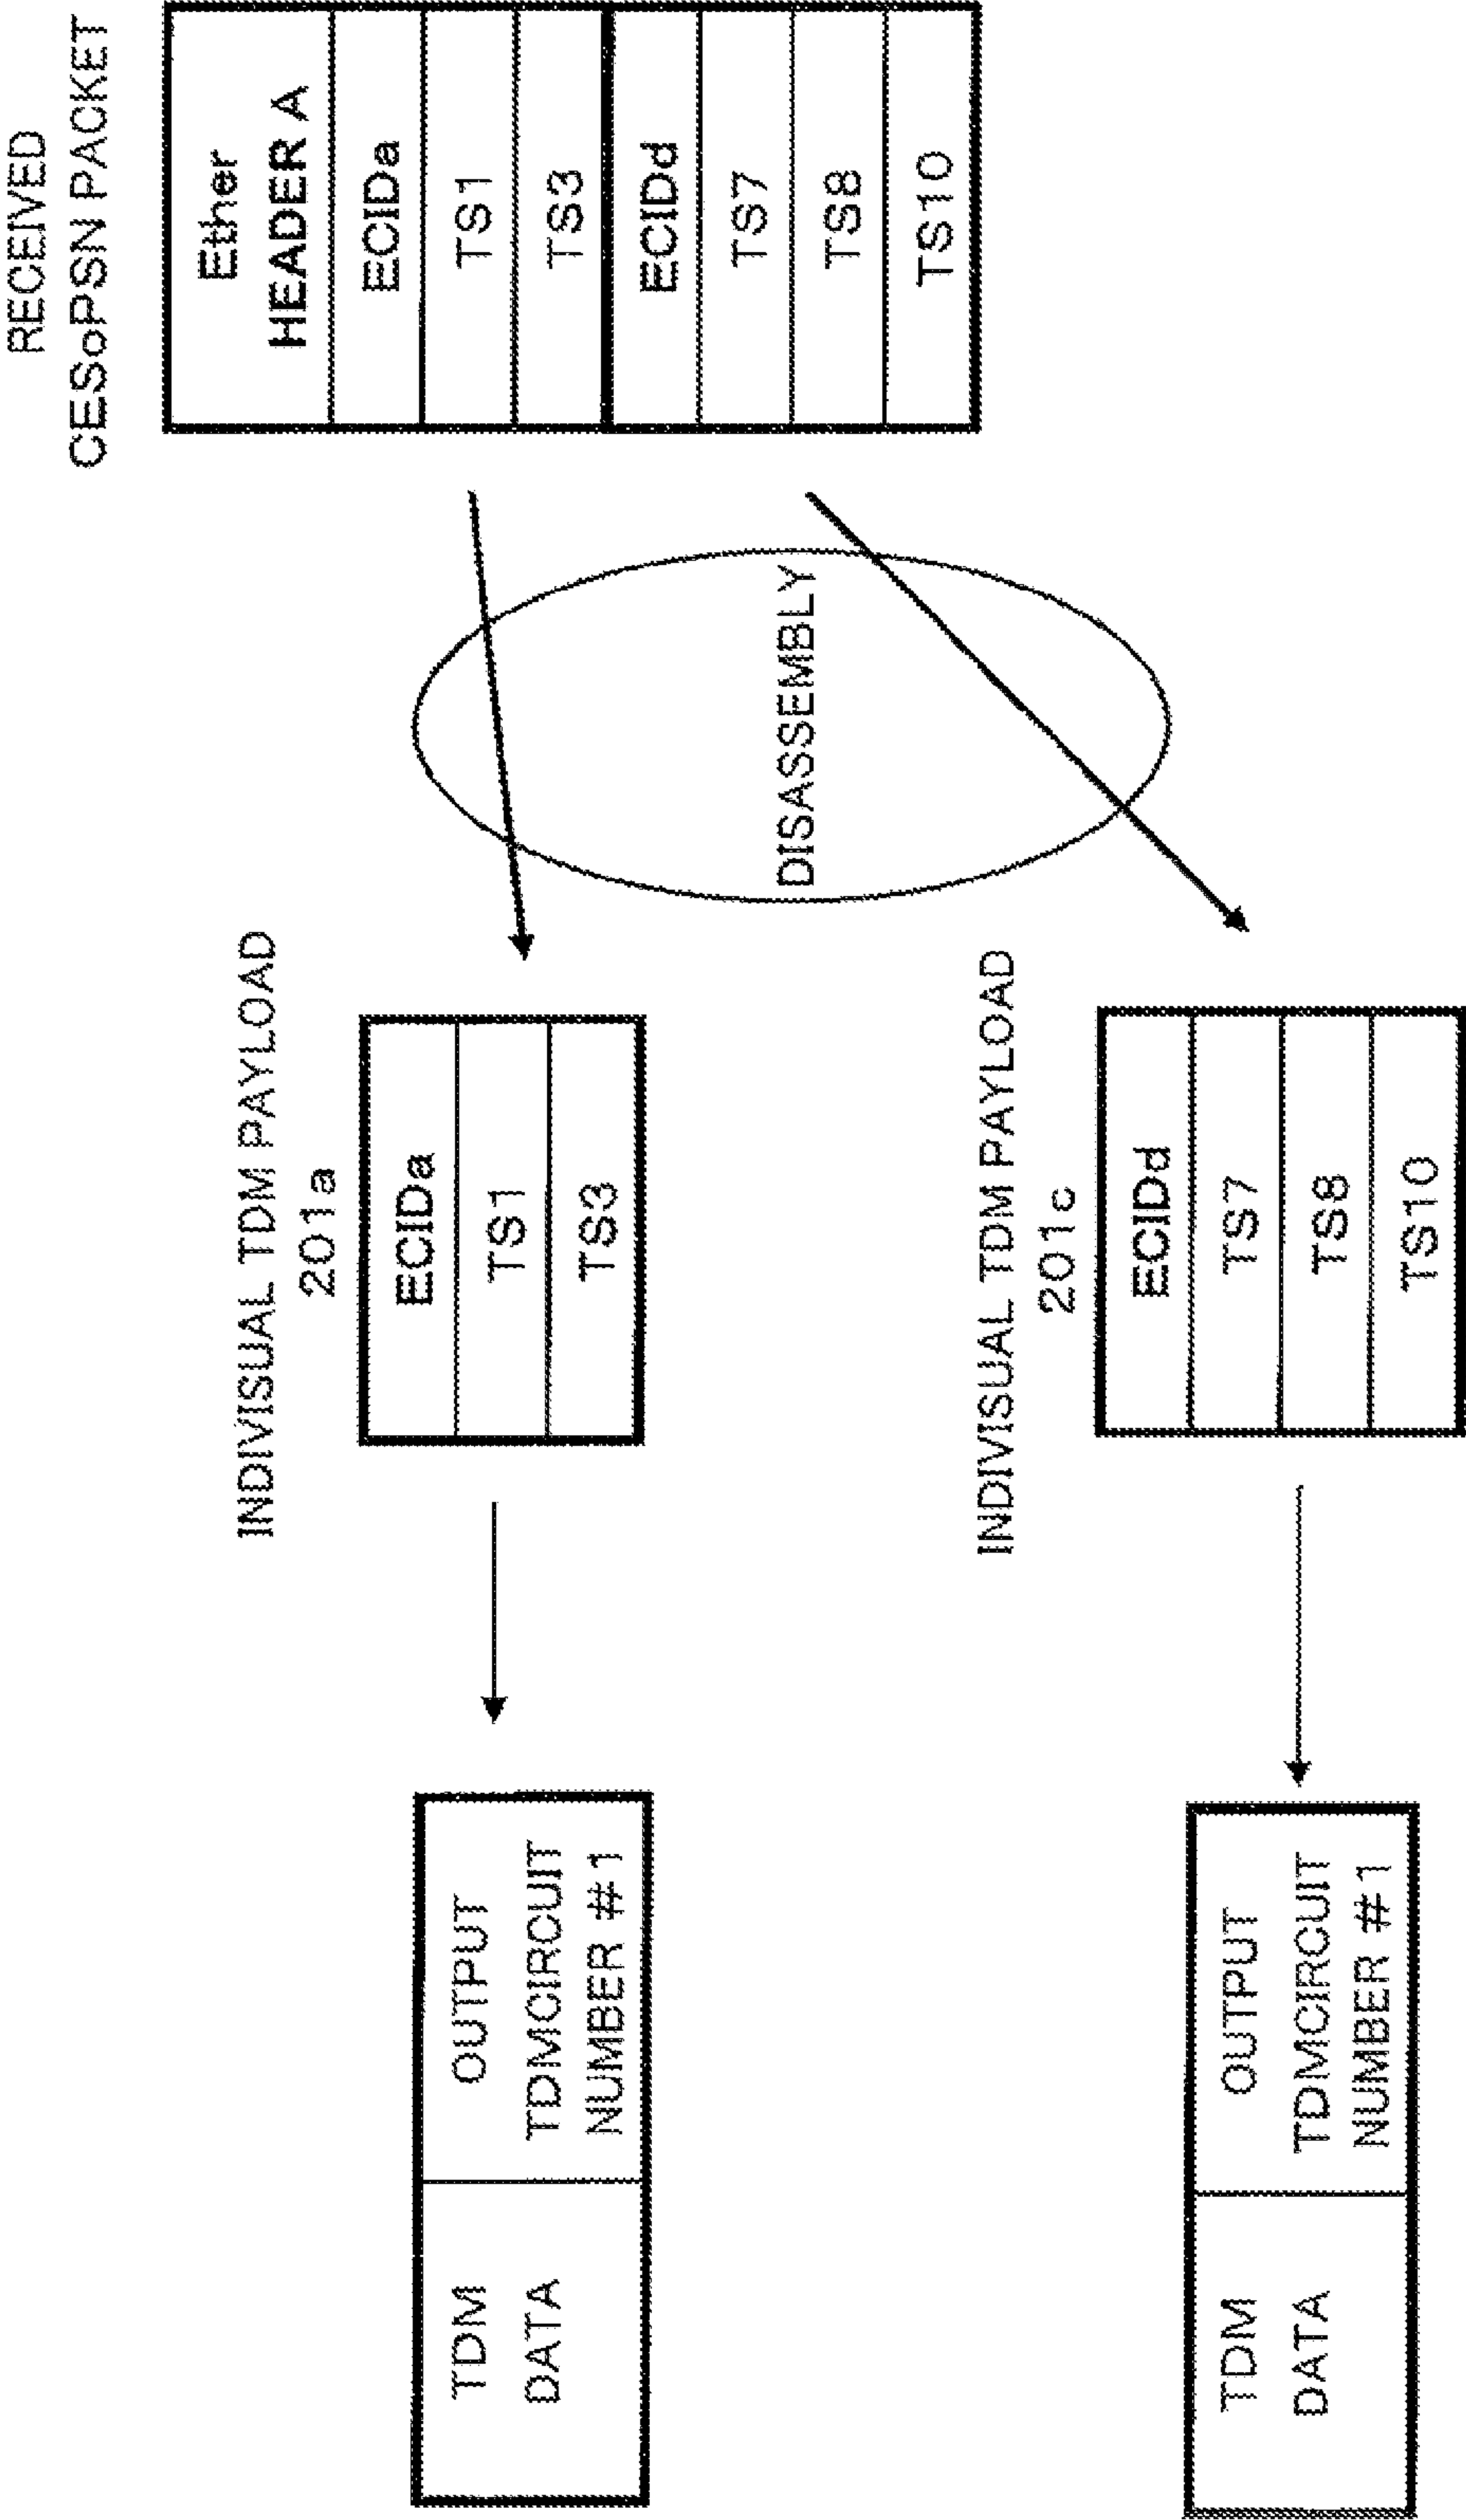 RECEIVED
CESoPSN PACKET
Ether
HEADER A
ECIDa
TS1
TS3
ECIDd
TS7
TS8
TS10
DISASSEMBLY
INDIVISUAL TDM PAYLOAD
201a
ECIDa
TS1
TS3
INDIVISUAL TDM PAYLOAD
201c
ECIDd
TS7
TS8
TS10
TDM
DATA
OUTPUT
TDMCIRCUIT
NUMBER #1
TDM
DATA
OUTPUT
TDMCIRCUIT
NUMBER #1